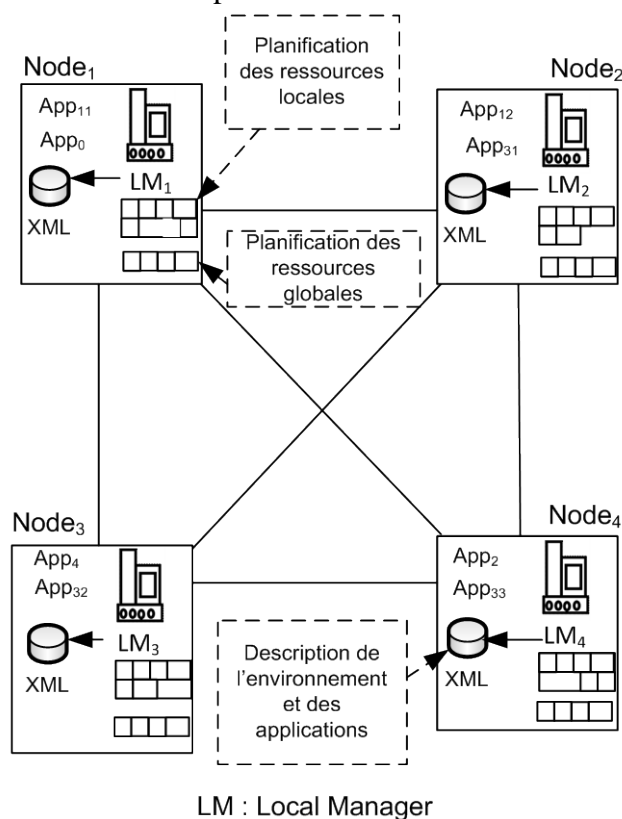 Planification
des ressources
locales
Node₁
App₁₁
App₀
LM₁
XML
Node₂
App₁₂
App₃₁
LM₂
XML
Planification des
ressources
globales
Node₃
App₄
App₃₂
LM₃
XML
Node₄
App₂
App₃₃
LM₄
XML
Description de
l'environnement
et des
applications
LM : Local Manager